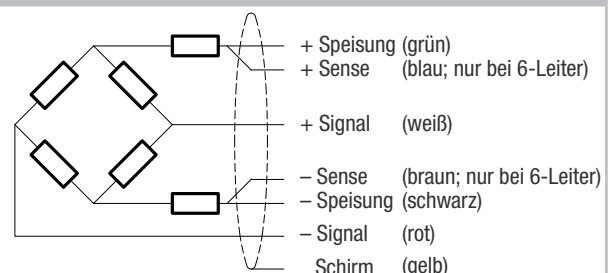 + Speisung (grün)
+ Sense (blau; nur bei 6-Leiter)
+ Signal (weiß)
– Sense (braun; nur bei 6-Leiter)
– Speisung (schwarz)
– Signal (rot)
Schirm (gelb)